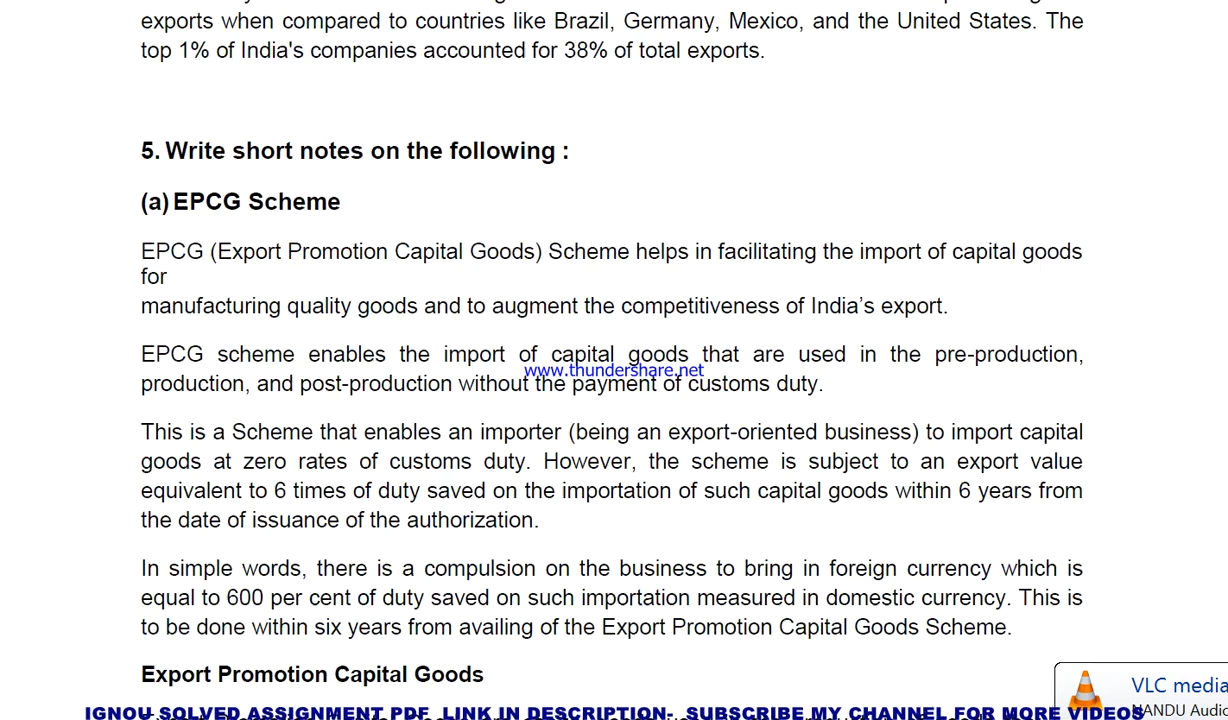 exports when compared to countries like Brazil, Germany, Mexico, and the United States. The
top 1% of India's companies accounted for 38% of total exports.
5. Write short notes on the following :
(a) EPCG Scheme
EPCG (Export Promotion Capital Goods) Scheme helps in facilitating the import of capital goods
for
manufacturing quality goods and to augment the competitiveness of India’s export.
EPCG scheme enables the import of capital goods that are used in the pre-production,
www.thundershare.net
production, and post-production without the payment of customs duty.
This is a Scheme that enables an importer (being an export-oriented business) to import capital
goods at zero rates of customs duty. However, the scheme is subject to an export value
equivalent to 6 times of duty saved on the importation of such capital goods within 6 years from
the date of issuance of the authorization.
In simple words, there is a compulsion on the business to bring in foreign currency which is
equal to 600 per cent of duty saved on such importation measured in domestic currency. This is
to be done within six years from availing of the Export Promotion Capital Goods Scheme.
Export Promotion Capital Goods
VLC media
NANDU Audi
IGNOU SOLVED ASSIGNMENT PDF LINK IN DESCRIPTION- SUBSCRIBE MY CHANNEL FOR MORE VIDEOS